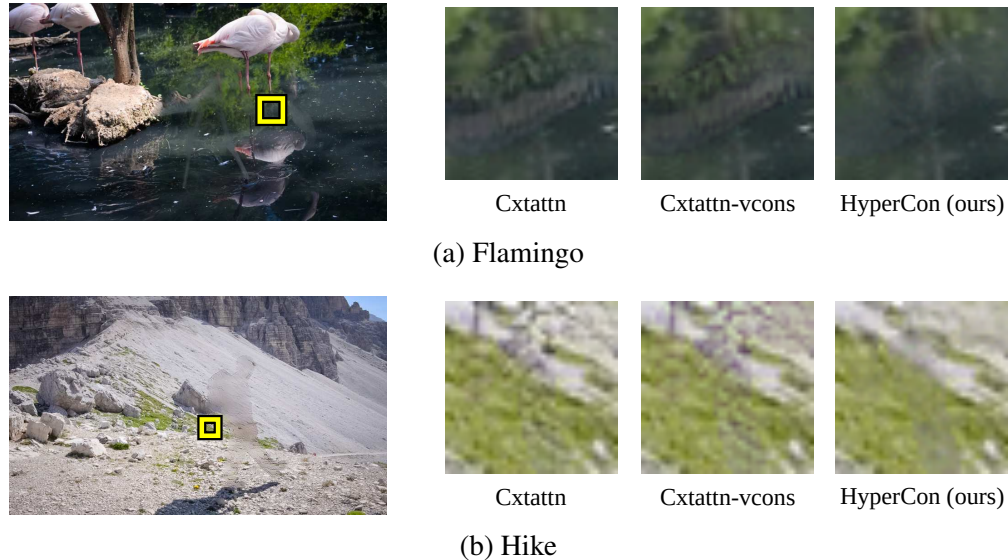 Cxtattn Cxtattn-vcons HyperCon (ours)
(a) Flamingo
Cxtattn Cxtattn-vcons HyperCon (ours)
(b) Hike